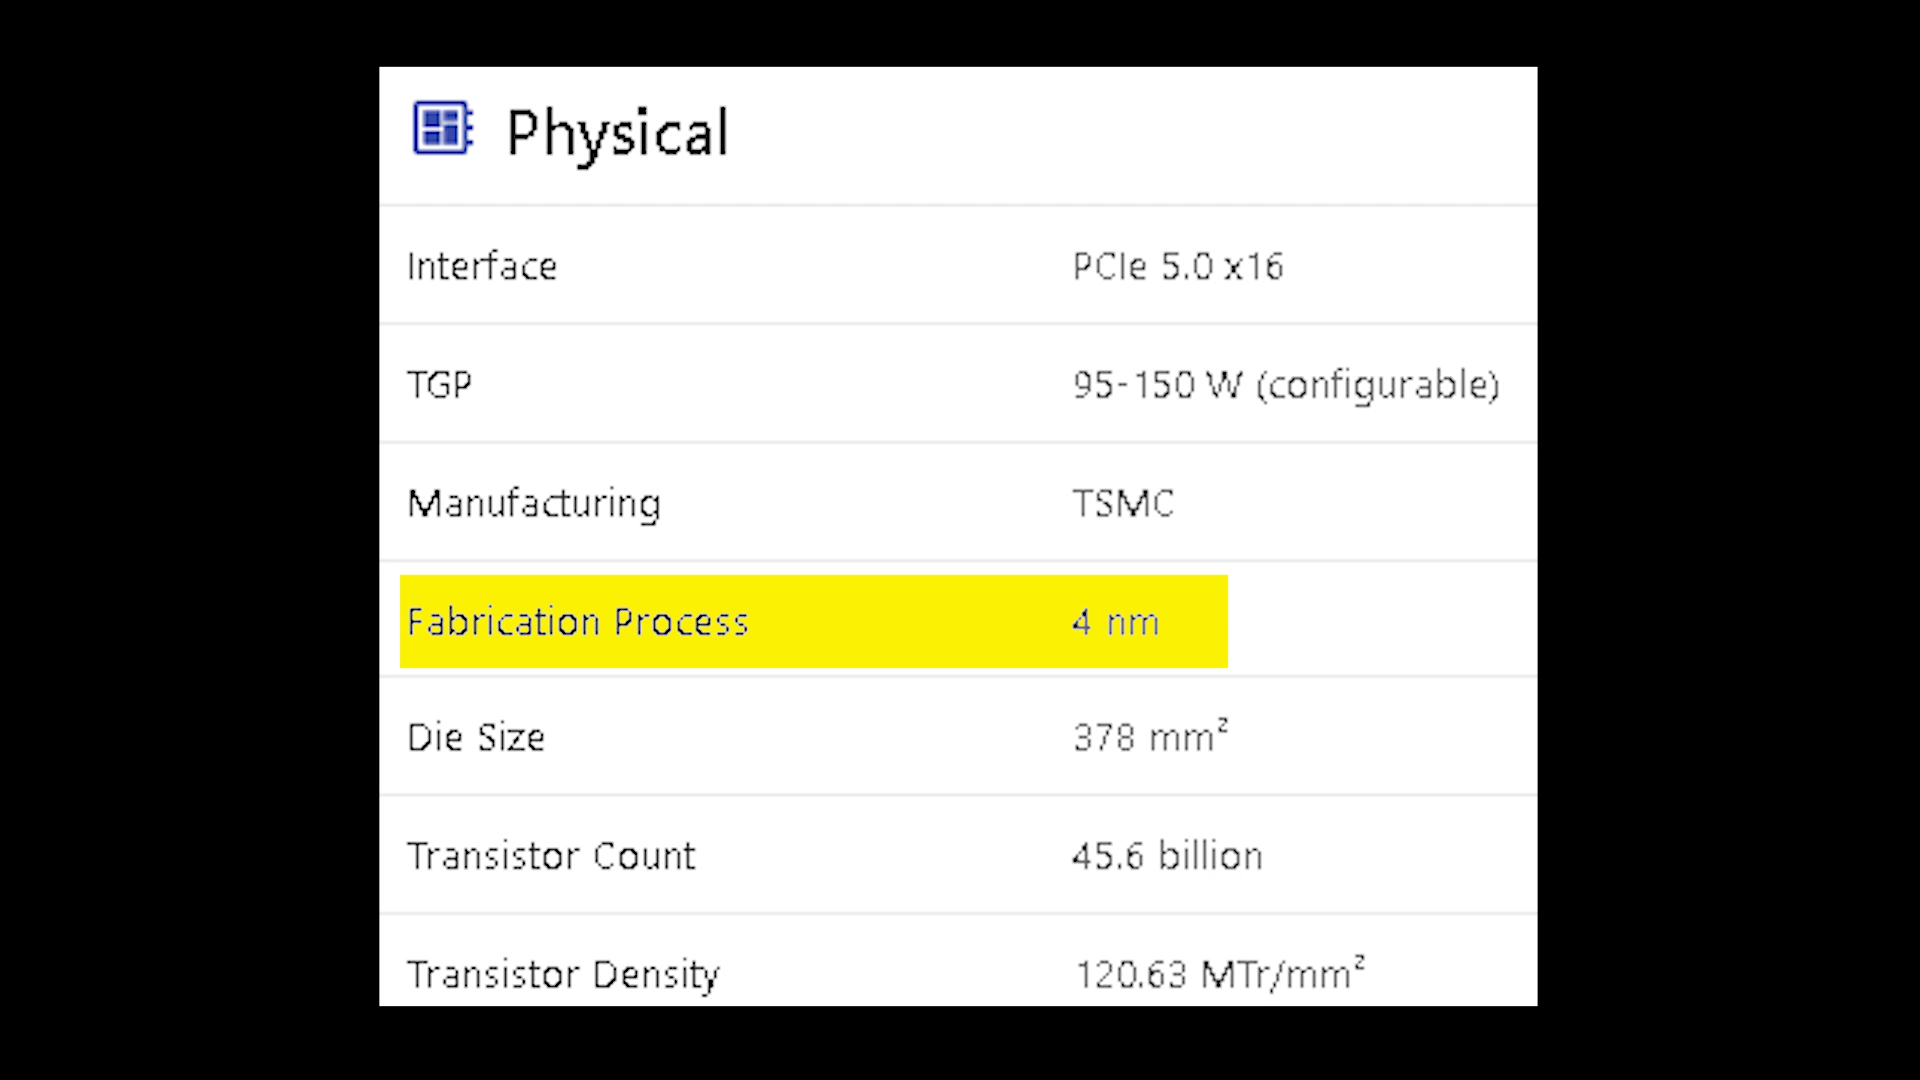 Physical
Interface PCIe 5.0 x16
TGP 95-150 W (configurable)
Manufacturing TSMC
Fabrication Process 4 nm
Die Size 378 mm²
Transistor Count 45.6 billion
Transistor Density 120.63 MTr/mm²